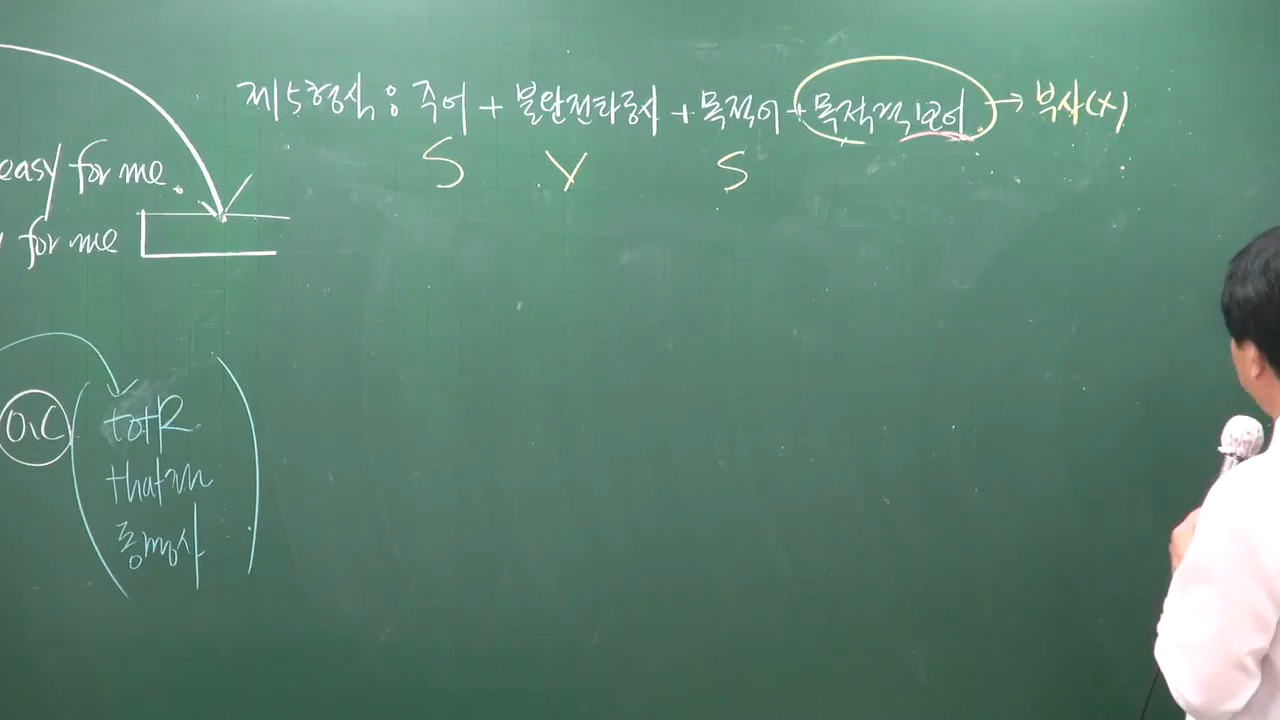 제5형식 : 주어 + 불완전타동사 + 목적어 + 목적격보어 → 부사(x)
S V S
easy for me.
for me
O.C
to+R
that절
동명사